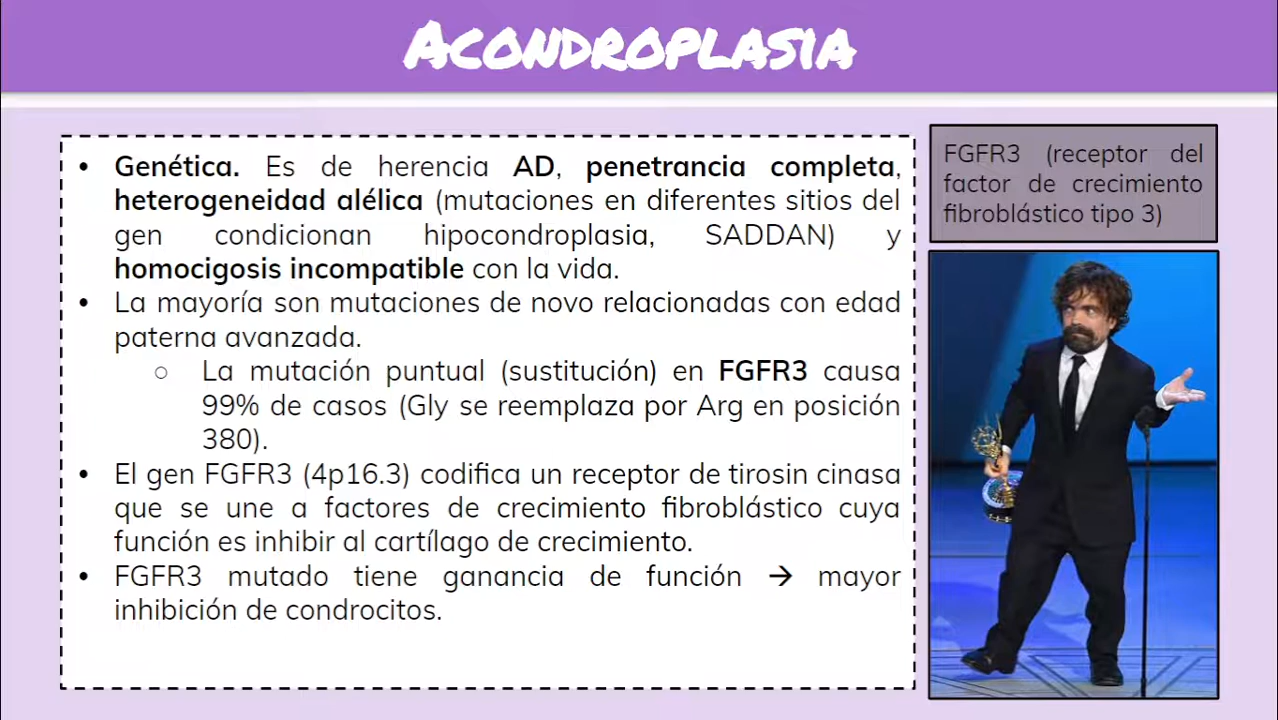 ACONDROPLASIA
• Genética. Es de herencia AD, penetrancia completa,
heterogeneidad alélica (mutaciones en diferentes sitios del
gen condicionan hipocondroplasia, SADDAN) y
homocigosis incompatible con la vida.
• La mayoría son mutaciones de novo relacionadas con edad
paterna avanzada.
○ La mutación puntual (sustitución) en FGFR3 causa
99% de casos (Gly se reemplaza por Arg en posición
380).
• El gen FGFR3 (4p16.3) codifica un receptor de tirosin cinasa
que se une a factores de crecimiento fibroblástico cuya
función es inhibir al cartílago de crecimiento.
• FGFR3 mutado tiene ganancia de función → mayor
inhibición de condrocitos.
FGFR3 (receptor del
factor de crecimiento
fibroblástico tipo 3)